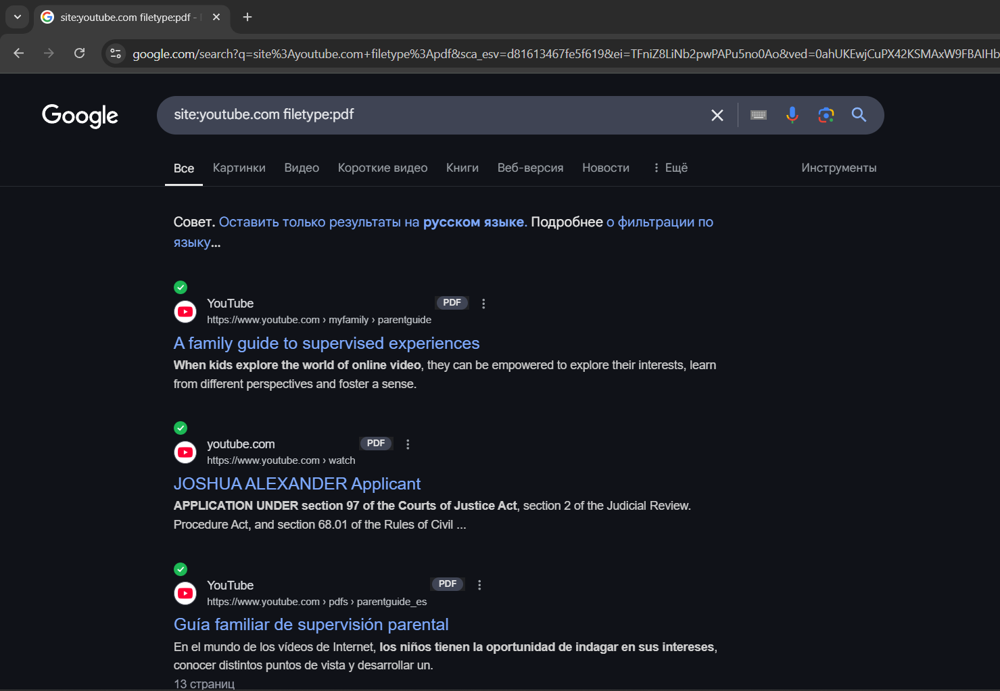 site:youtube.com filetype:pdf -
google.com/search?q=site%3Ayoutube.com+filetype%3Apdf&sca_esv=d81613467fe5f619&ei=TFniZ8LiNb2pwPAPu5no0Ao&ved=0ahUKEwjCuPX42KSMAxW9FBAIHb
Google
site:youtube.com filetype:pdf
Все Картинки Видео Короткие видео Книги Веб-версия Новости Ещё Инструменты
Совет. Оставить только результаты на русском языке. Подробнее о фильтрации по
языку...
YouTube PDF
https://www.youtube.com › myfamily › parentguide
A family guide to supervised experiences
When kids explore the world of online video, they can be empowered to explore their interests, learn
from different perspectives and foster a sense.
youtube.com PDF
https://www.youtube.com › watch
JOSHUA ALEXANDER Applicant
APPLICATION UNDER section 97 of the Courts of Justice Act, section 2 of the Judicial Review.
Procedure Act, and section 68.01 of the Rules of Civil ...
YouTube PDF
https://www.youtube.com › pdfs › parentguide_es
Guía familiar de supervisión parental
En el mundo de los vídeos de Internet, los niños tienen la oportunidad de indagar en sus intereses,
conocer distintos puntos de vista y desarrollar un.
13 страниц